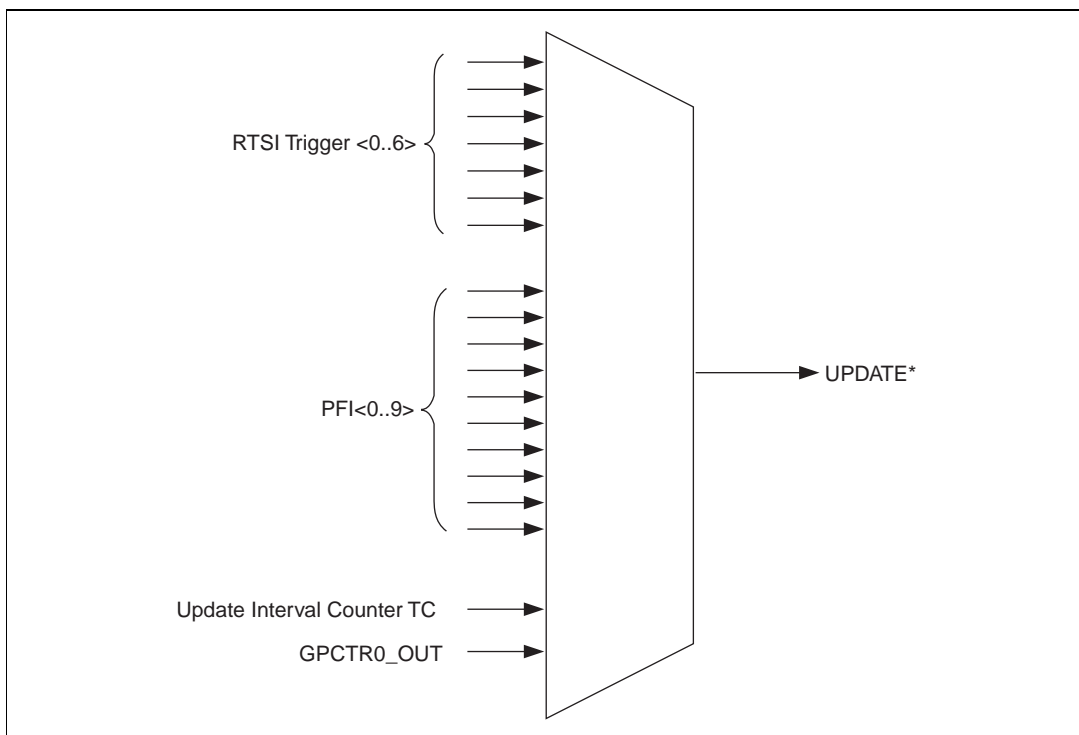 RTSI Trigger <0..6>
PFI<0..9>
UPDATE*
Update Interval Counter TC
GPCTR0_OUT